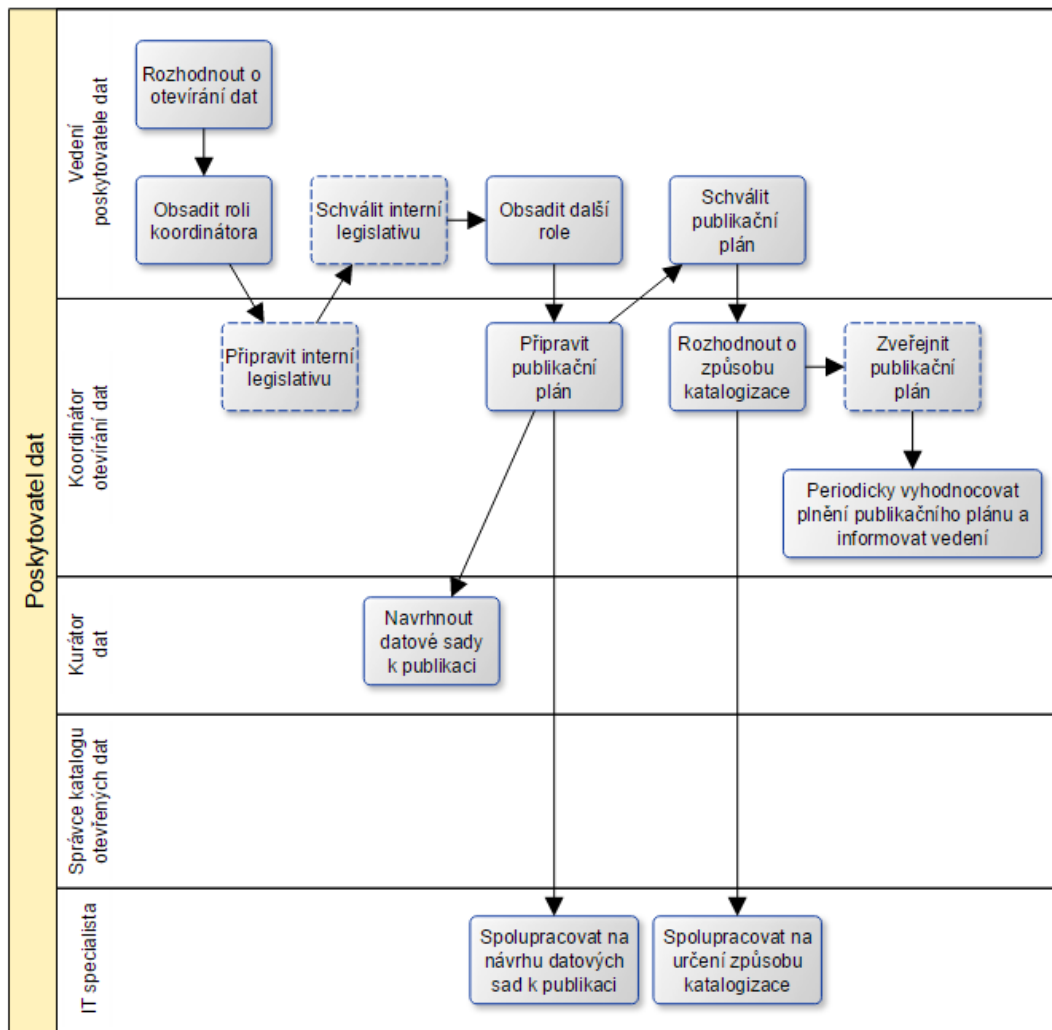 Poskytovatel dat
Vedení
poskytovatele dat
Rozhodnout o
otevírání dat
Obsadit roli
koordinátora
Schválit interní
legislativu
Obsadit další
role
Schválit
publikační
plán
Koordinátor
otevírání dat
Připravit interní
legislativu
Připravit
publikační
plán
Rozhodnout o
způsobu
katalogizace
Zveřejnit
publikační
plán
Periodicky vyhodnocovat
plnění publikačního plánu a
informovat vedení
Kurátor
dat
Navrhnout
datové sady
k publikaci
Správce katalogu
otevřených dat
IT specialista
Spolupracovat na
návrhu datových
sad k publikaci
Spolupracovat na
určení způsobu
katalogizace